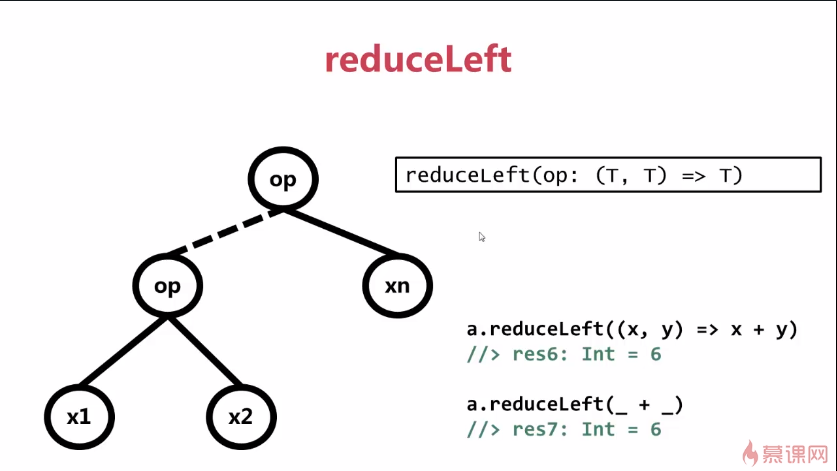 reduceLeft
op
reduceLeft(op: (T, T) => T)
op
xn
x1
x2
a.reduceLeft((x, y) => x + y)
//> res6: Int = 6
a.reduceLeft(_ + _)
//> res7: Int = 6
慕课网